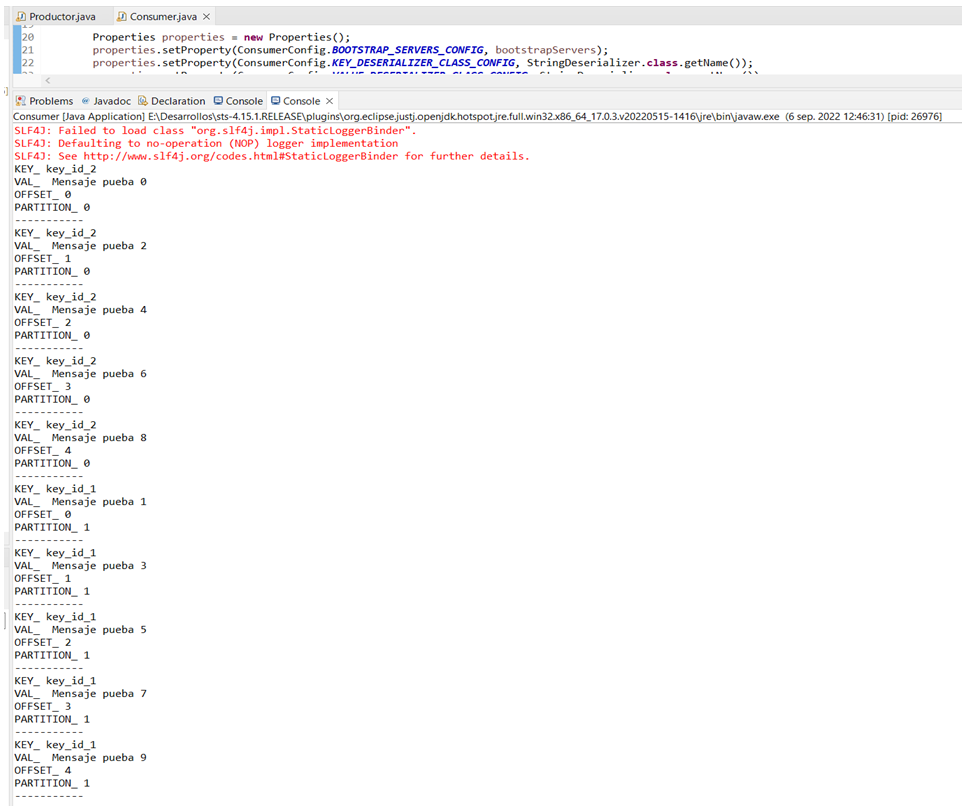 Productor.java Consumer.java
20 Properties properties = new Properties();
21 properties.setProperty(ConsumerConfig.BOOTSTRAP_SERVERS_CONFIG, bootstrapServers);
22 properties.setProperty(ConsumerConfig.KEY_DESERIALIZER_CLASS_CONFIG, StringDeserializer.class.getName());
Problems Javadoc Declaration Console Console
Consumer [Java Application] E:\Desarrollos\sts-4.15.1.RELEASE\plugins\org.eclipse.justj.openjdk.hotspot.jre.full.win32.x86_64_17.0.3.v20220515-1416\jre\bin\javaw.exe (6 sep. 2022 12:46:31) [pid: 26976]
SLF4J: Failed to load class "org.slf4j.impl.StaticLoggerBinder".
SLF4J: Defaulting to no-operation (NOP) logger implementation
SLF4J: See http://www.slf4j.org/codes.html#StaticLoggerBinder for further details.
KEY_ key_id_2
VAL_ Mensaje pueba 0
OFFSET_ 0
PARTITION_ 0
-----------
KEY_ key_id_2
VAL_ Mensaje pueba 2
OFFSET_ 1
PARTITION_ 0
-----------
KEY_ key_id_2
VAL_ Mensaje pueba 4
OFFSET_ 2
PARTITION_ 0
-----------
KEY_ key_id_2
VAL_ Mensaje pueba 6
OFFSET_ 3
PARTITION_ 0
-----------
KEY_ key_id_2
VAL_ Mensaje pueba 8
OFFSET_ 4
PARTITION_ 0
-----------
KEY_ key_id_1
VAL_ Mensaje pueba 1
OFFSET_ 0
PARTITION_ 1
-----------
KEY_ key_id_1
VAL_ Mensaje pueba 3
OFFSET_ 1
PARTITION_ 1
-----------
KEY_ key_id_1
VAL_ Mensaje pueba 5
OFFSET_ 2
PARTITION_ 1
-----------
KEY_ key_id_1
VAL_ Mensaje pueba 7
OFFSET_ 3
PARTITION_ 1
-----------
KEY_ key_id_1
VAL_ Mensaje pueba 9
OFFSET_ 4
PARTITION_ 1
-----------